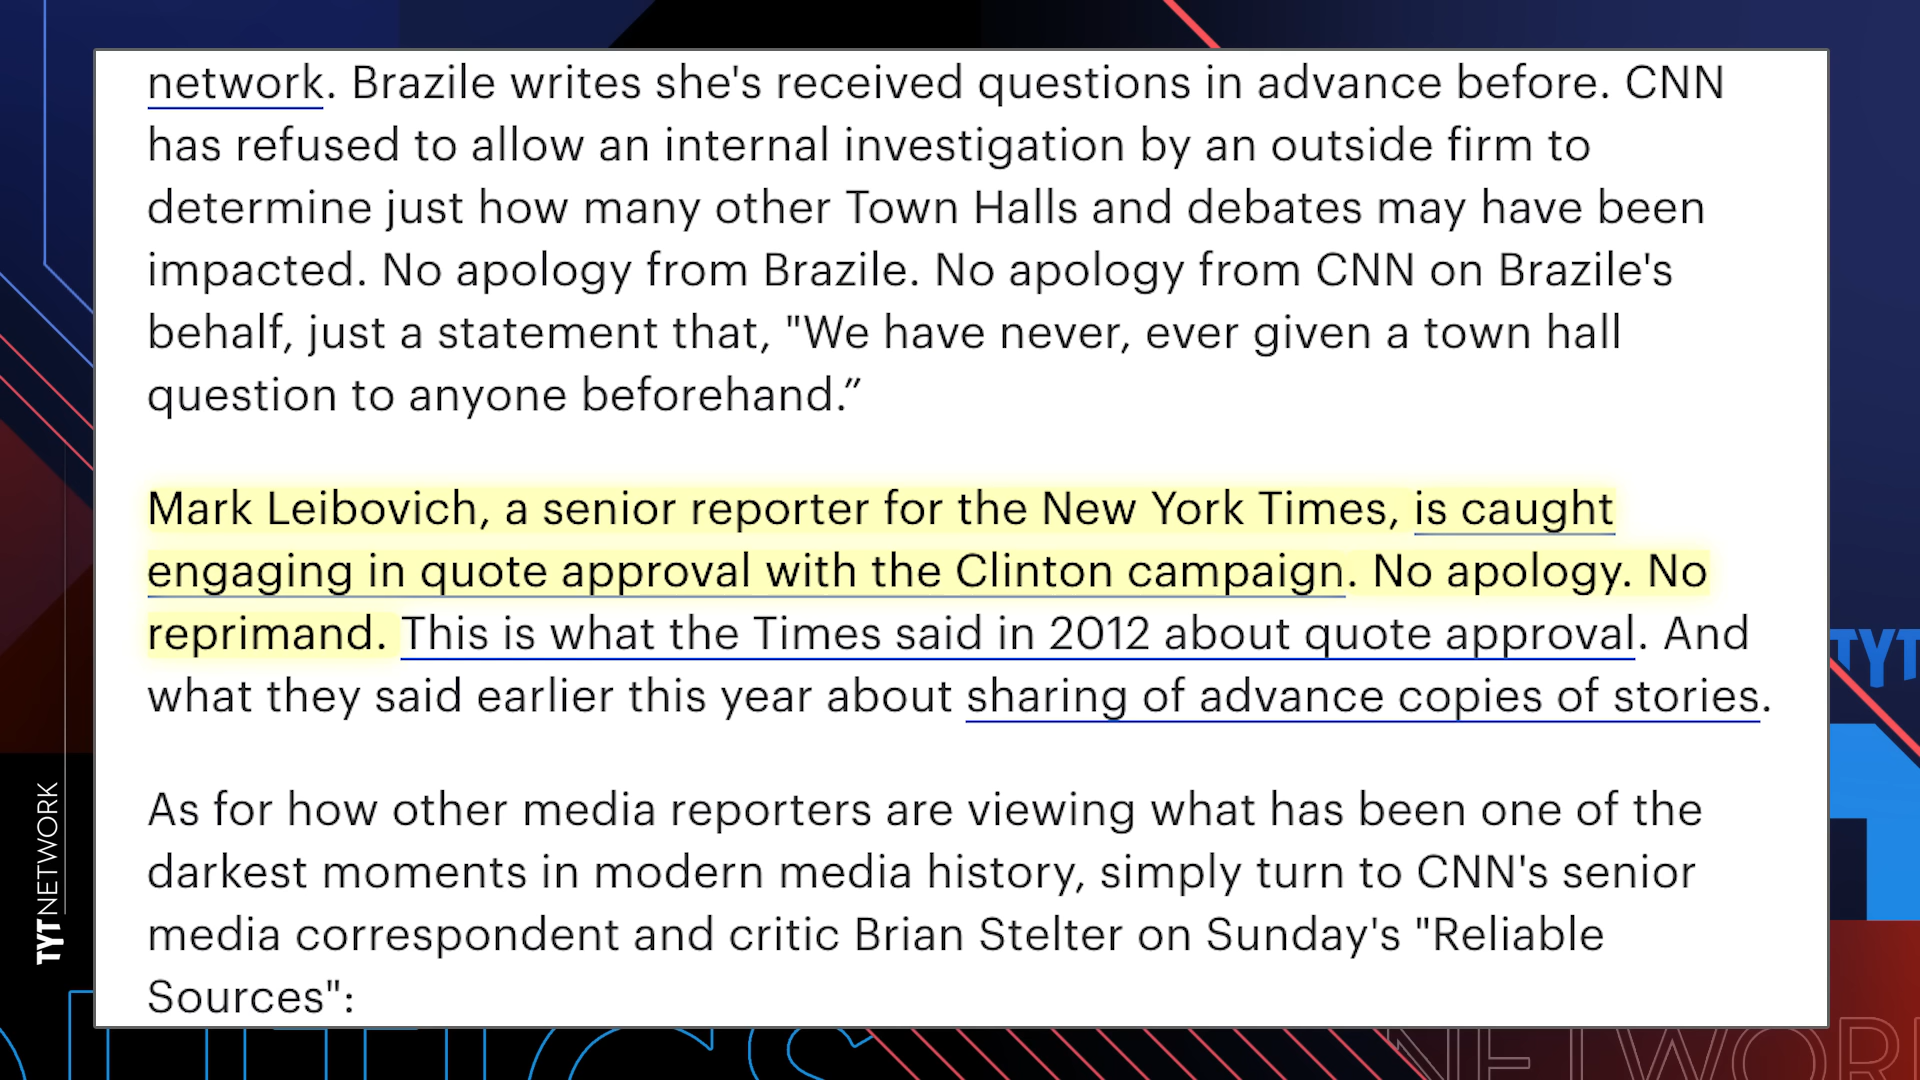 network. Brazile writes she's received questions in advance before. CNN
has refused to allow an internal investigation by an outside firm to
determine just how many other Town Halls and debates may have been
impacted. No apology from Brazile. No apology from CNN on Brazile's
behalf, just a statement that, "We have never, ever given a town hall
question to anyone beforehand.”
Mark Leibovich, a senior reporter for the New York Times, is caught
engaging in quote approval with the Clinton campaign. No apology. No
reprimand. This is what the Times said in 2012 about quote approval. And
what they said earlier this year about sharing of advance copies of stories.
As for how other media reporters are viewing what has been one of the
darkest moments in modern media history, simply turn to CNN's senior
media correspondent and critic Brian Stelter on Sunday's "Reliable
Sources":
TYTNETWORK
TYT
NETWOR